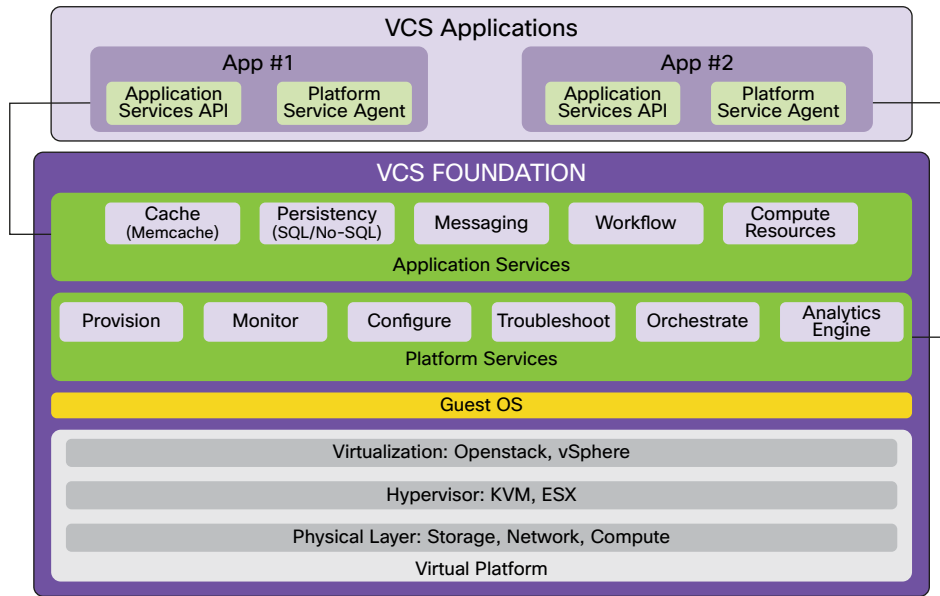 VCS Applications
App #1
Application
Services API
Platform
Service Agent
App #2
Application
Services API
Platform
Service Agent
VCS FOUNDATION
Cache
(Memcache)
Persistency
(SQL/No-SQL)
Messaging
Workflow
Compute
Resources
Application Services
Provision
Monitor
Configure
Troubleshoot
Orchestrate
Analytics
Engine
Platform Services
Guest OS
Virtualization: Openstack, vSphere
Hypervisor: KVM, ESX
Physical Layer: Storage, Network, Compute
Virtual Platform